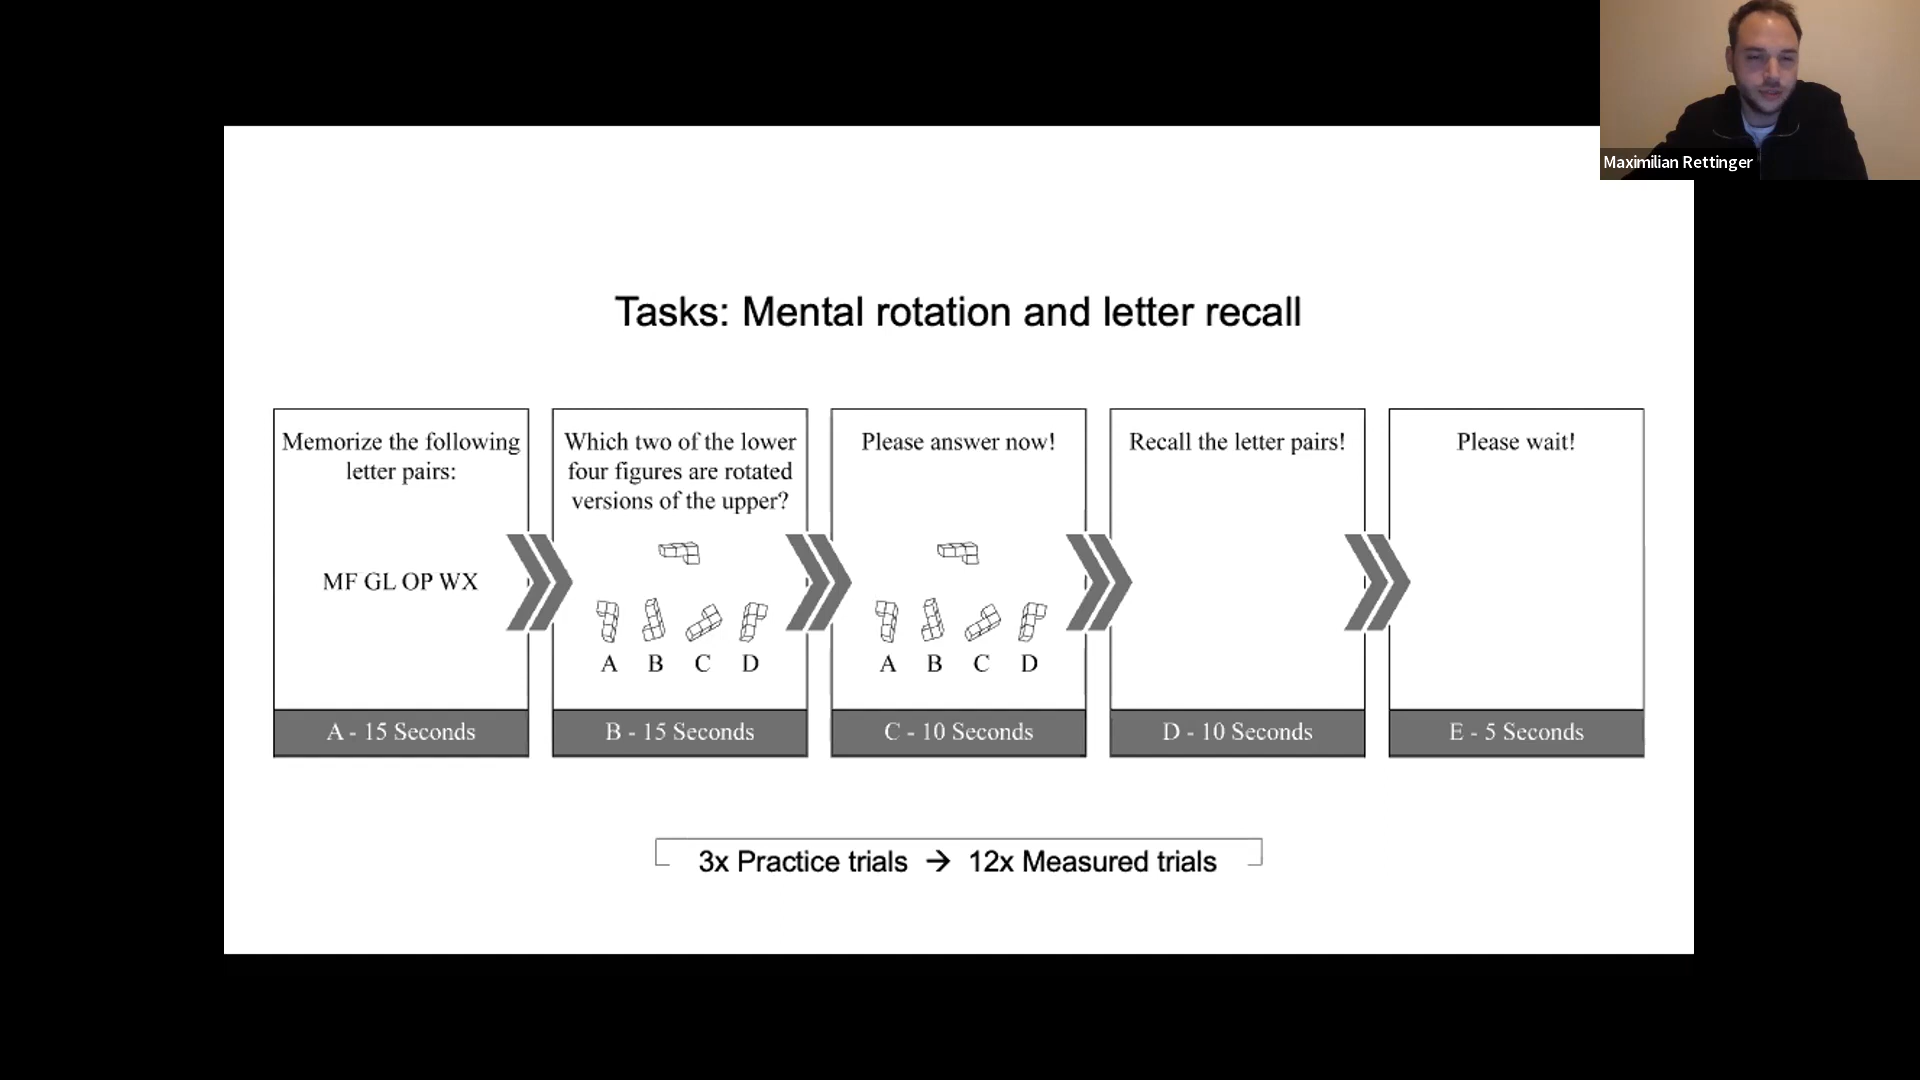 Maximilian Rettinger
Tasks: Mental rotation and letter recall
Memorize the following
letter pairs:
MF GL OP WX
A - 15 Seconds
Which two of the lower
four figures are rotated
versions of the upper?
A B C D
B - 15 Seconds
Please answer now!
A B C D
C - 10 Seconds
Recall the letter pairs!
D - 10 Seconds
Please wait!
E - 5 Seconds
3x Practice trials → 12x Measured trials